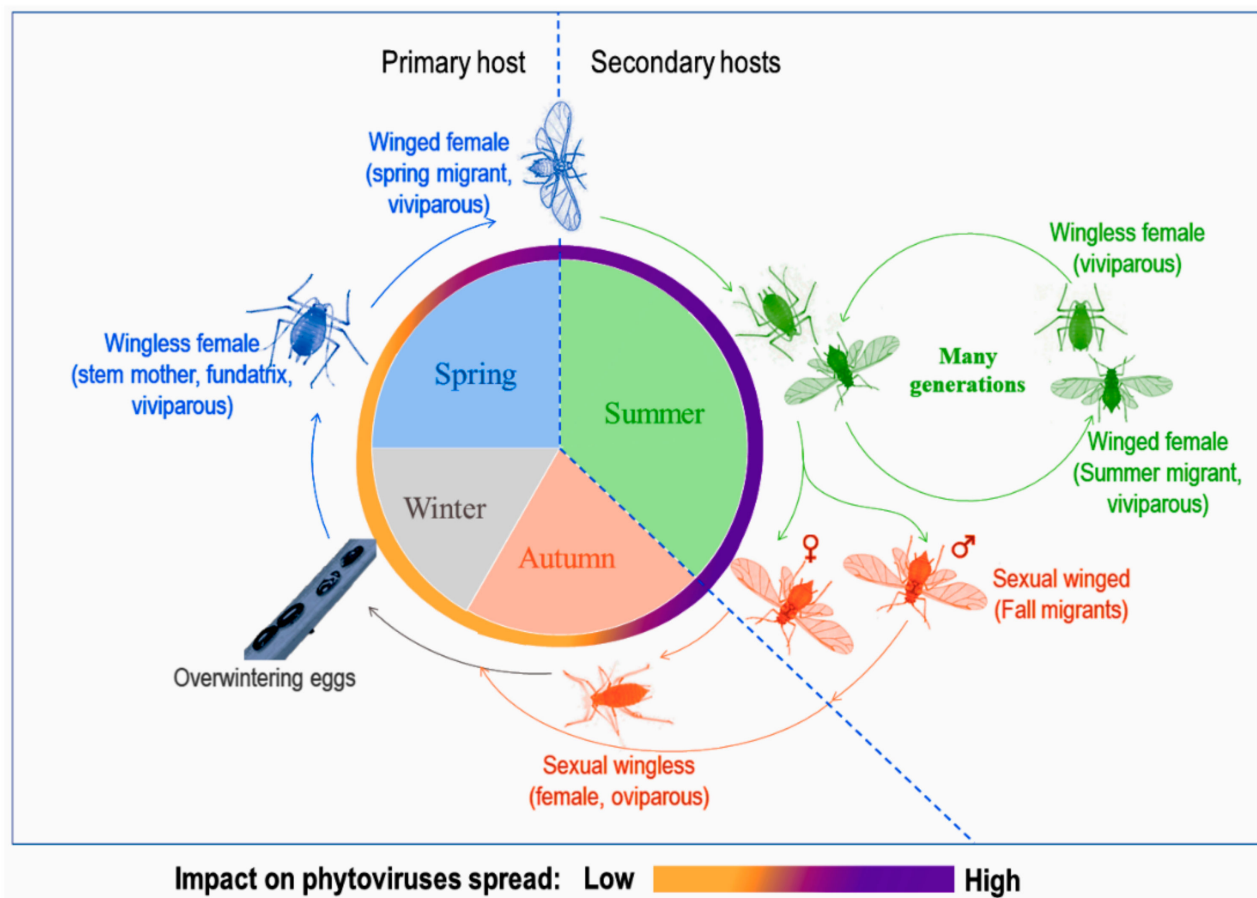 Primary host
Secondary hosts
Winged female
(spring migrant,
viviparous)
Wingless female
(viviparous)
Wingless female
(stem mother, fundatrix,
viviparous)
Spring
Summer
Many
generations
Winged female
(Summer migrant,
viviparous)
Winter
Autumn
♀
♂
Sexual winged
(Fall migrants)
Overwintering eggs
Sexual wingless
(female, oviparous)
Impact on phytoviruses spread: Low High